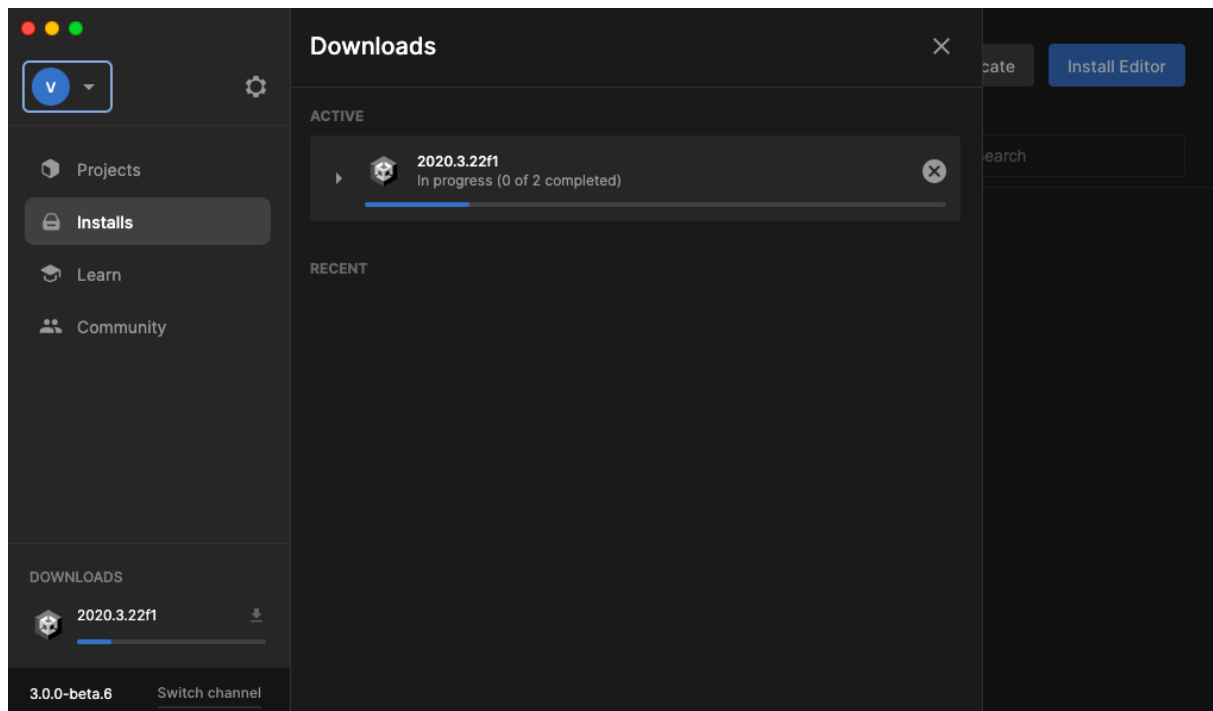 V
Projects
Installs
Learn
Community
DOWNLOADS
2020.3.22f1
3.0.0-beta.6 Switch channel
Downloads
ACTIVE
2020.3.22f1
In progress (0 of 2 completed)
RECENT
cate
Install Editor
earch